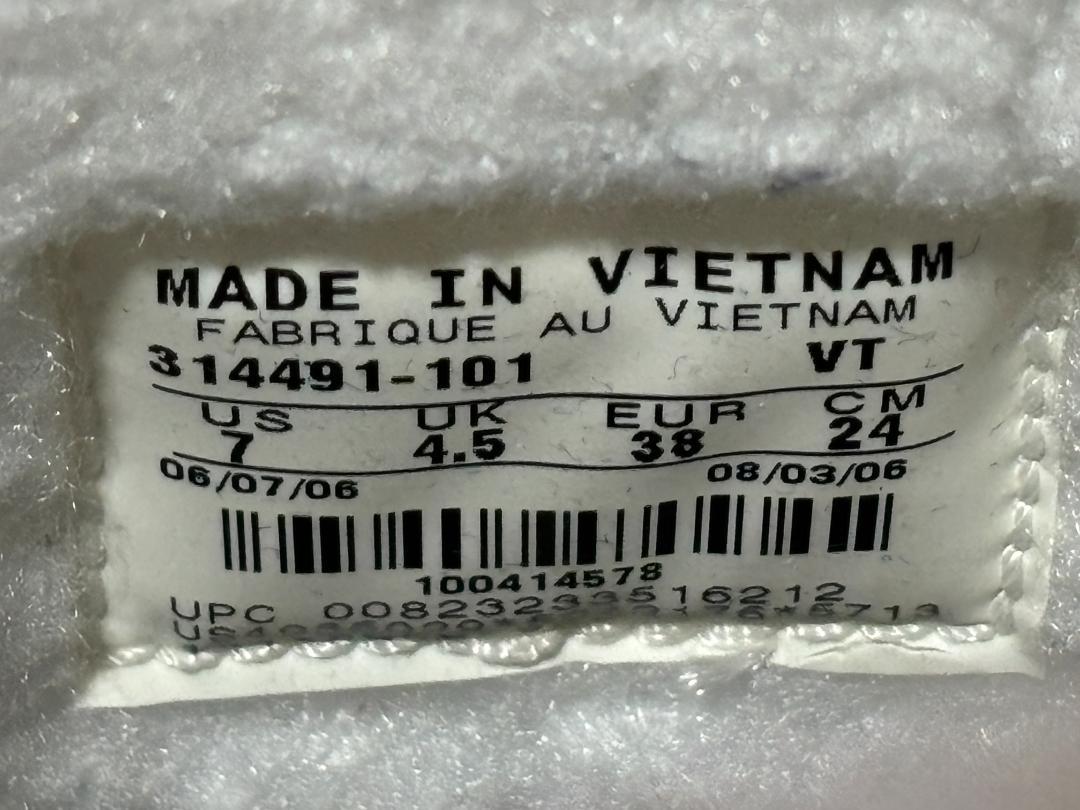 MADE IN VIETNAM
FABRIQUE AU VIETNAM
314491-101 VT
US UK EUR CM
7 4.5 38 24
06/07/06 08/03/06
100414578
UPC